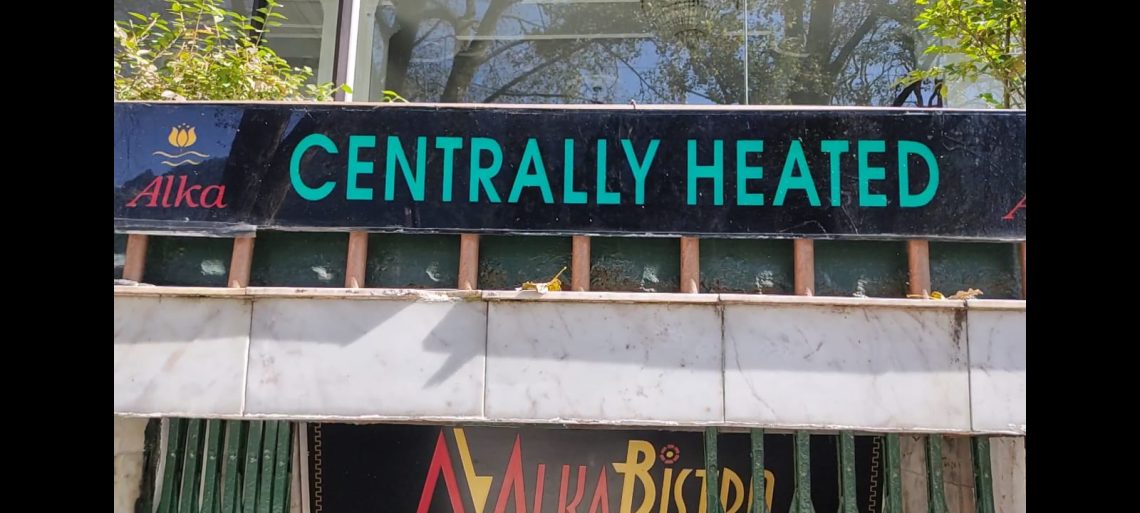 Alka
CENTRALLY HEATED
ALKA BISTRO